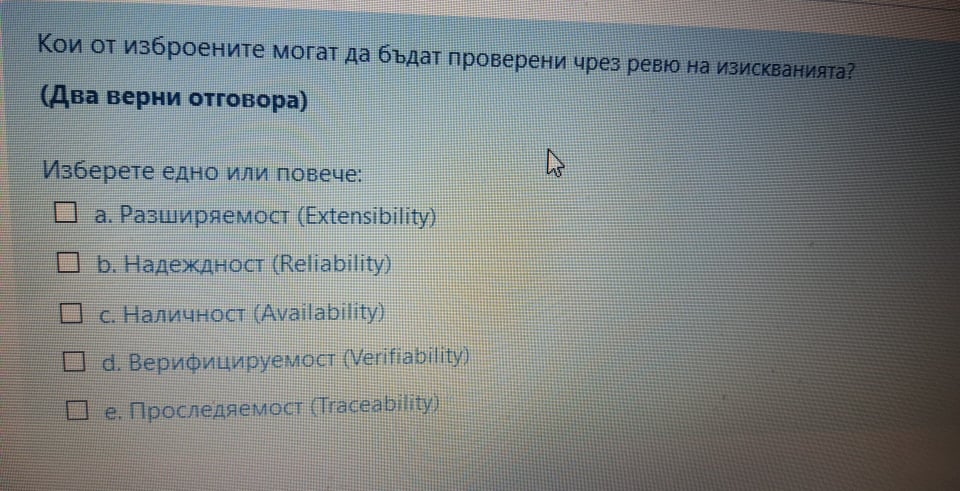 Кои от изброените могат да бъдат проверени чрез ревю на изискванията?
(Два верни отговора)
Изберете едно или повече:
a. Разширяемост (Extensibility)
b. Надеждност (Reliability)
c. Наличност (Availability)
d. Верифицируемост (Verifiability)
e. Проследяемост (Traceability)